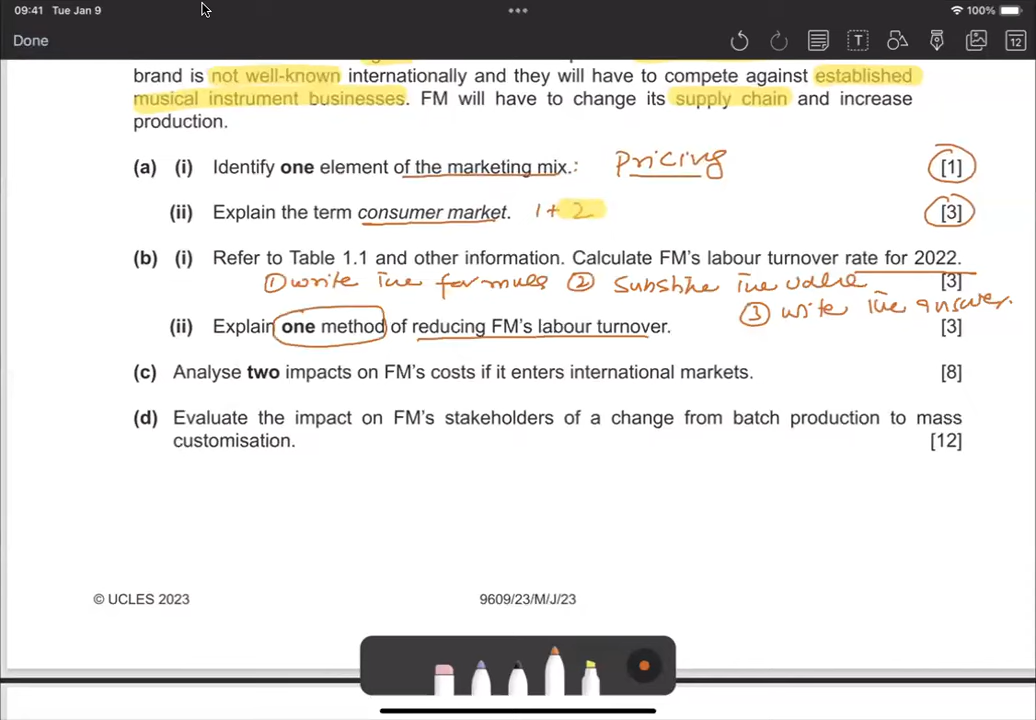 09:41 Tue Jan 9 100%
Done T 12
brand is not well-known internationally and they will have to compete against established
musical instrument businesses. FM will have to change its supply chain and increase
production.
(a) (i) Identify one element of the marketing mix. : Pricing [1]
(ii) Explain the term consumer market. 1 + 2 [3]
(b) (i) Refer to Table 1.1 and other information. Calculate FM's labour turnover rate for 2022.
① write the formula ② Substitute the value [3]
③ write the answer.
(ii) Explain one method of reducing FM's labour turnover. [3]
(c) Analyse two impacts on FM's costs if it enters international markets. [8]
(d) Evaluate the impact on FM's stakeholders of a change from batch production to mass
customisation. [12]
© UCLES 2023 9609/23/M/J/23